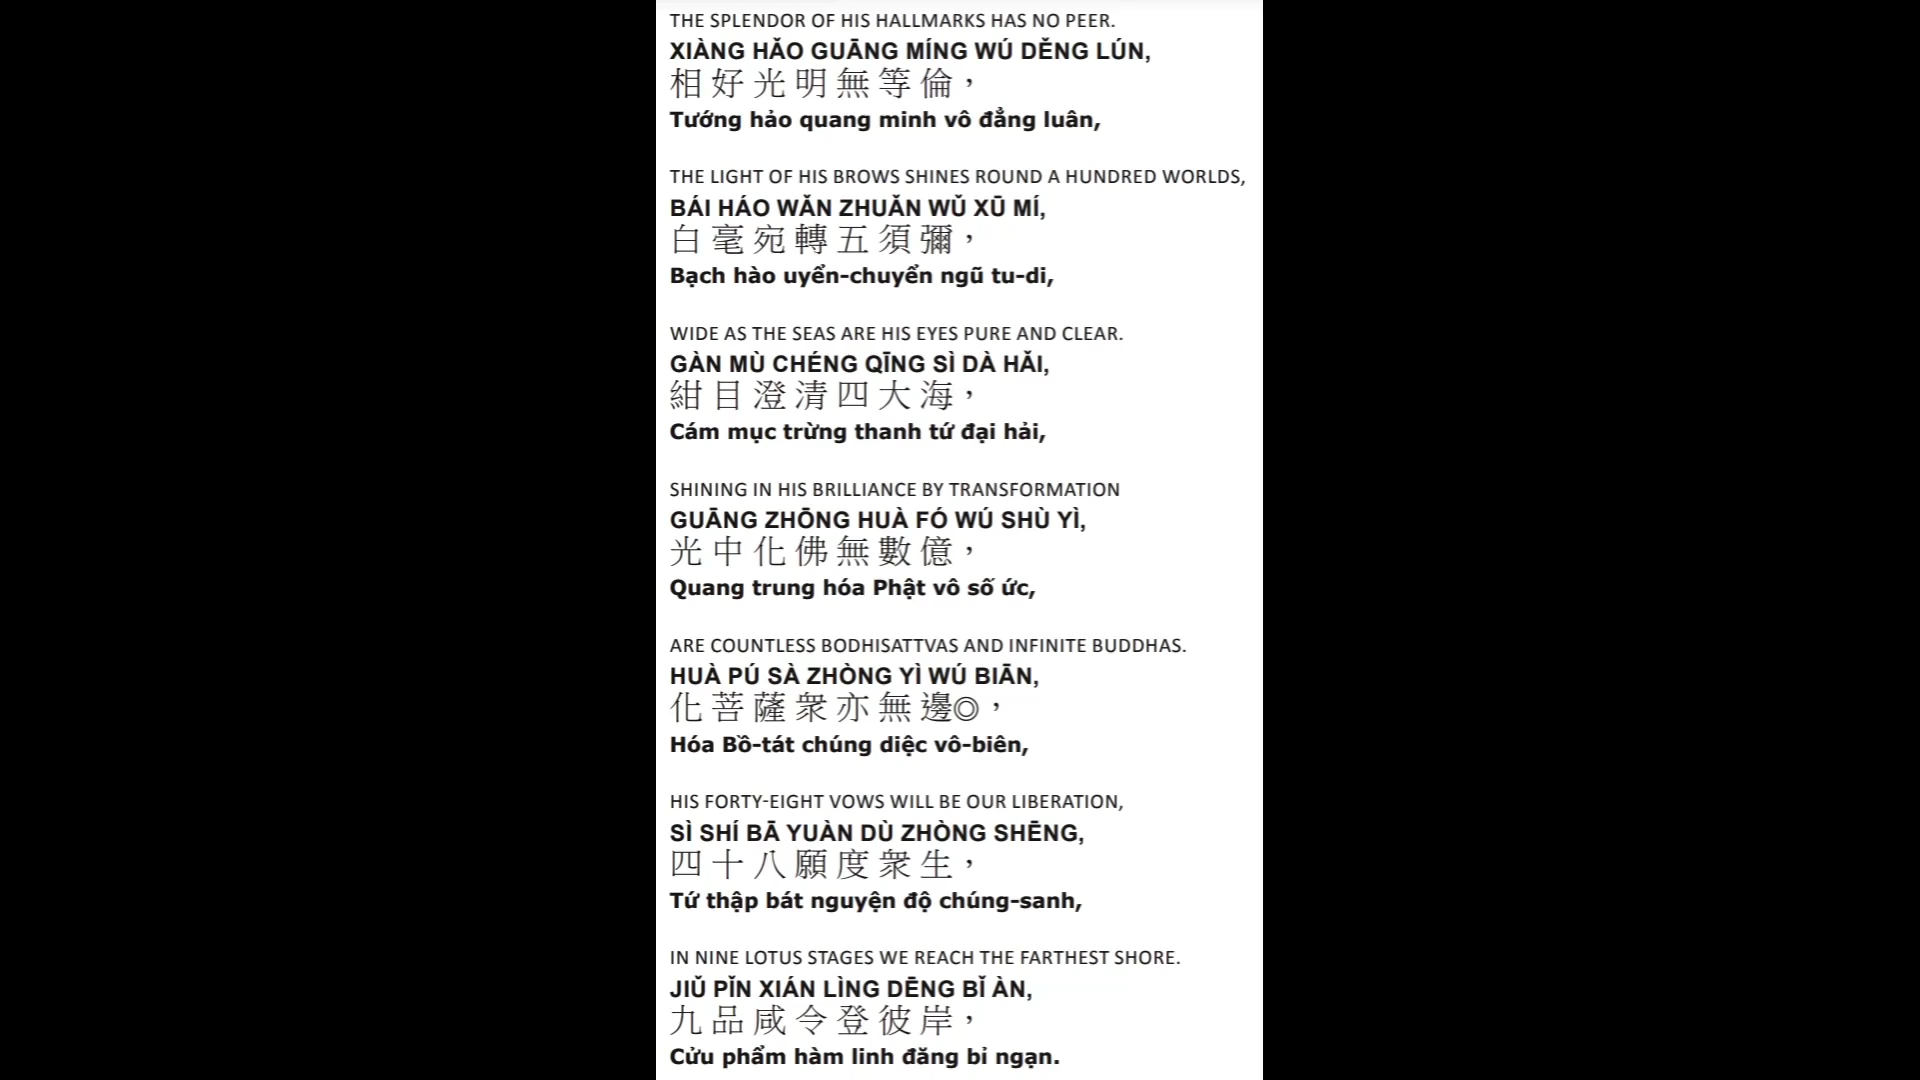 THE SPLENDOR OF HIS HALLMARKS HAS NO PEER.
XIÀNG HǍO GUĀNG MÍNG WÚ DĚNG LÚN,
相好光明無等倫，
Tướng hảo quang minh vô đẳng luân,
THE LIGHT OF HIS BROWS SHINES ROUND A HUNDRED WORLDS,
BÁI HÁO WǍN ZHUǍN WǓ XŪ MÍ,
白毫宛轉五須彌，
Bạch hào uyển-chuyển ngũ tu-di,
WIDE AS THE SEAS ARE HIS EYES PURE AND CLEAR.
GÀN MÙ CHÉNG QĪNG SÌ DÀ HǍI,
紺目澄清四大海，
Cám mục trừng thanh tứ đại hải,
SHINING IN HIS BRILLIANCE BY TRANSFORMATION
GUĀNG ZHŌNG HUÀ FÓ WÚ SHÙ YÌ,
光中化佛無數億，
Quang trung hóa Phật vô số ức,
ARE COUNTLESS BODHISATTVAS AND INFINITE BUDDHAS.
HUÀ PÚ SÀ ZHÒNG YÌ WÚ BIĀN,
化菩薩衆亦無邊◎，
Hóa Bồ-tát chúng diệc vô-biên,
HIS FORTY-EIGHT VOWS WILL BE OUR LIBERATION,
SÌ SHÍ BĀ YUÀN DÙ ZHÒNG SHĒNG,
四十八願度衆生，
Tứ thập bát nguyện độ chúng-sanh,
IN NINE LOTUS STAGES WE REACH THE FARTHEST SHORE.
JIǓ PǏN XIÁN LÌNG DĒNG BǏ ÀN,
九品咸令登彼岸，
Cửu phẩm hàm linh đăng bỉ ngạn.